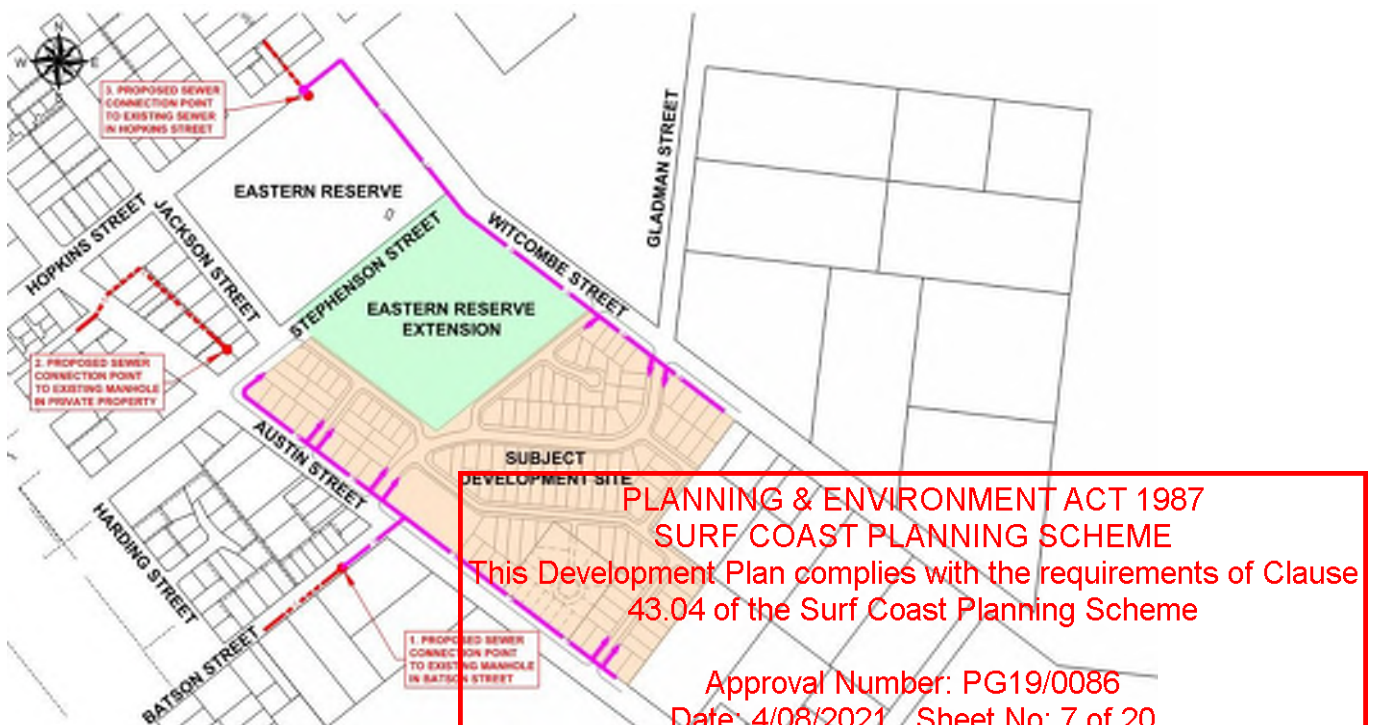 N
W
E
3. PROPOSED SEWER
CONNECTION POINT
TO EXISTING SEWER
IN HOPKINS STREET
EASTERN RESERVE
GLADMAN STREET
HOPKINS STREET
JACKSON STREET
STEPHENSON STREET
WITCOMBE STREET
EASTERN RESERVE
EXTENSION
2. PROPOSED SEWER
CONNECTION POINT
TO EXISTING MANHOLE
IN PRIVATE PROPERTY
AUSTIN STREET
SUBJECT
DEVELOPMENT SITE
HARDING STREET
BATSON STREET
1. PROPOSED SEWER
CONNECTION POINT
TO EXISTING MANHOLE
IN BATSON STREET
PLANNING & ENVIRONMENT ACT 1987
SURF COAST PLANNING SCHEME
This Development Plan complies with the requirements of Clause
43.04 of the Surf Coast Planning Scheme
Approval Number: PG19/0086
Date: 4/08/2021 Sheet No: 7 of 20